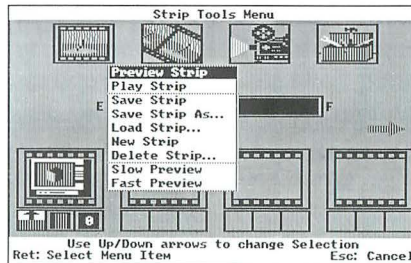 Strip Tools Menu
Preview Strip
Play Strip
E
Save Strip
F
Save Strip As...
Load Strip...
New Strip
Delete Strip...
Slow Preview
Fast Preview
0
Use Up/Down arrows to change Selection
Ret: Select Menu Item
Esc: Cancel